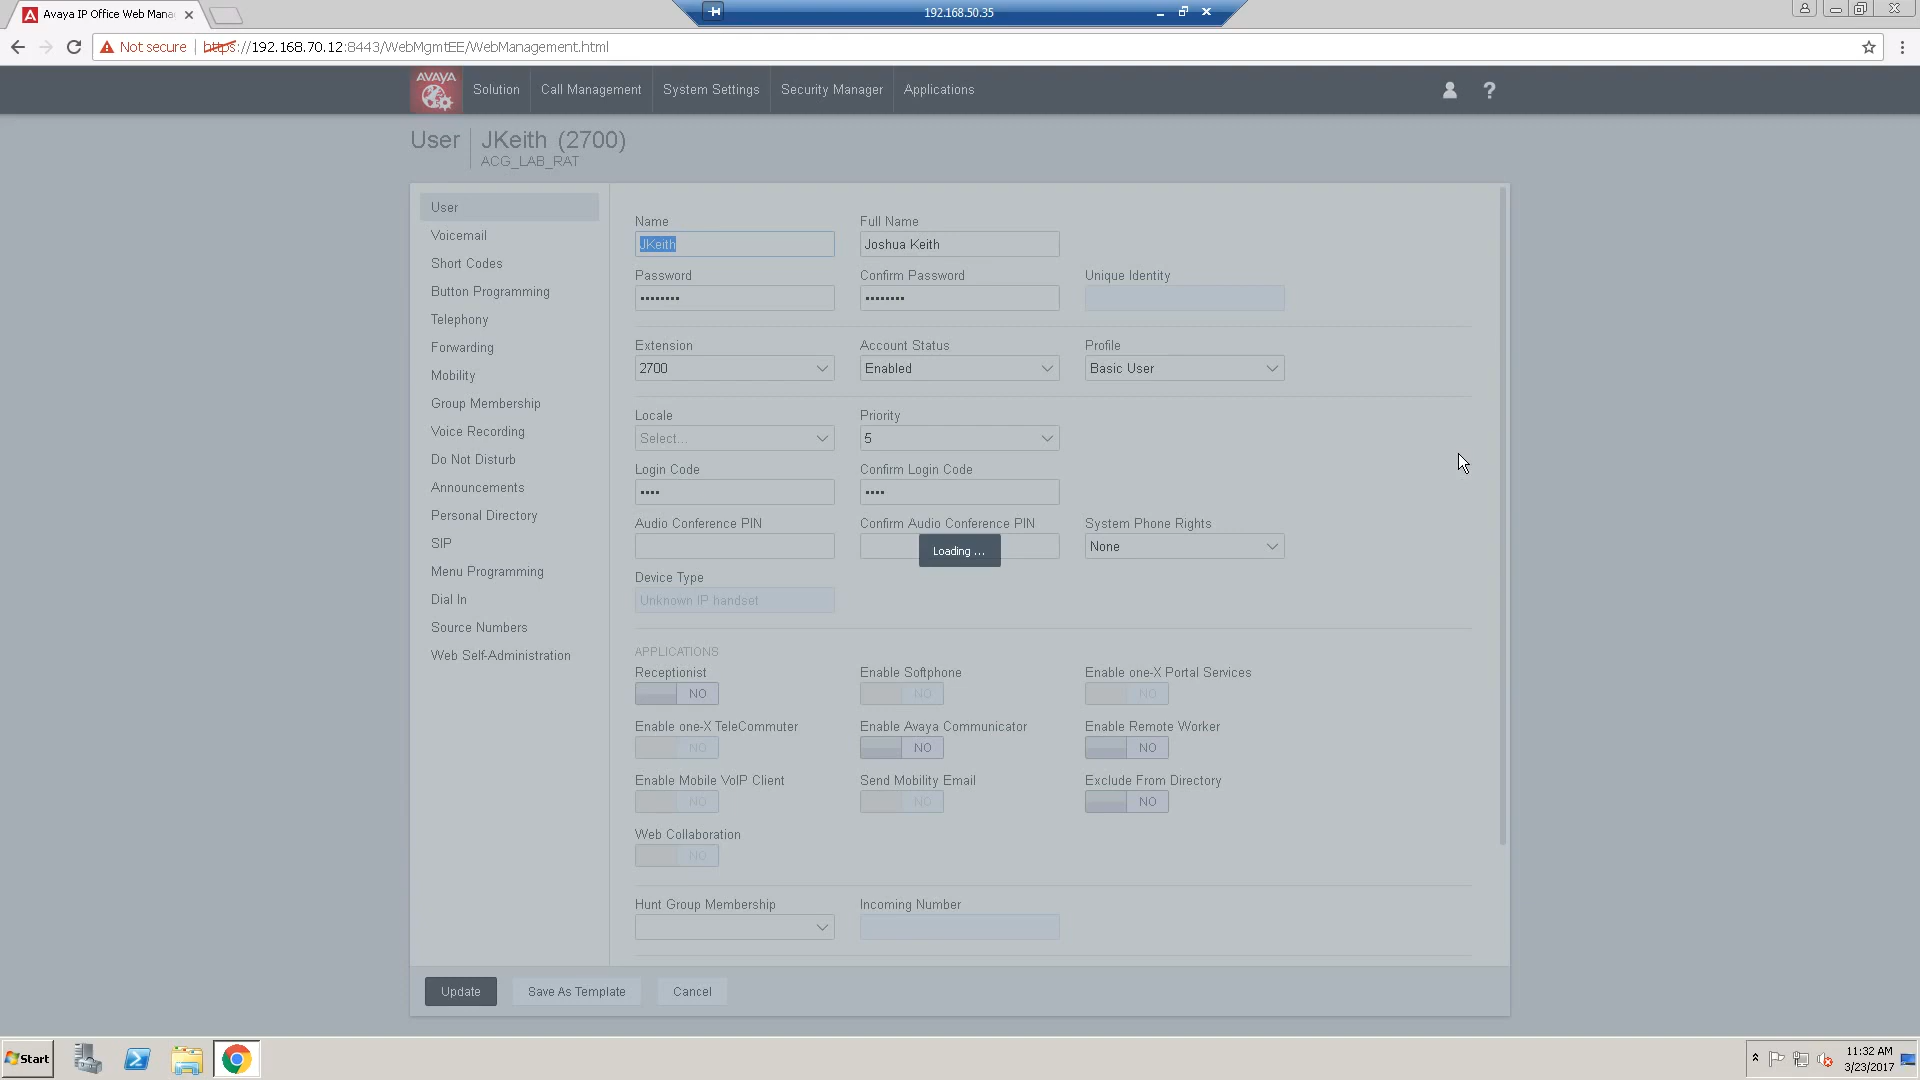 Avaya IP Office Web Mana
192.168.50.35
Not secure https://192.168.70.12:8443/WebMgmtEE/WebManagement.html
AVAYA
Solution
Call Management
System Settings
Security Manager
Applications
?
User
JKeith (2700)
ACG_LAB_RAT
User
Voicemail
Short Codes
Button Programming
Telephony
Forwarding
Mobility
Group Membership
Voice Recording
Do Not Disturb
Announcements
Personal Directory
SIP
Menu Programming
Dial In
Source Numbers
Web Self-Administration
Name
Full Name
JKeith
Joshua Keith
Password
Confirm Password
Unique Identity
••••••••
••••••••
Extension
Account Status
Profile
2700
Enabled
Basic User
Locale
Priority
Select...
5
Login Code
Confirm Login Code
••••
••••
Audio Conference PIN
Confirm Audio Conference PIN
System Phone Rights
None
Loading ...
Device Type
Unknown IP handset
APPLICATIONS
Receptionist
Enable Softphone
Enable one-X Portal Services
NO
NO
NO
Enable one-X TeleCommuter
Enable Avaya Communicator
Enable Remote Worker
NO
NO
NO
Enable Mobile VoIP Client
Send Mobility Email
Exclude From Directory
NO
NO
NO
Web Collaboration
NO
Hunt Group Membership
Incoming Number
Update
Save As Template
Cancel
Start
11:32 AM
3/23/2017